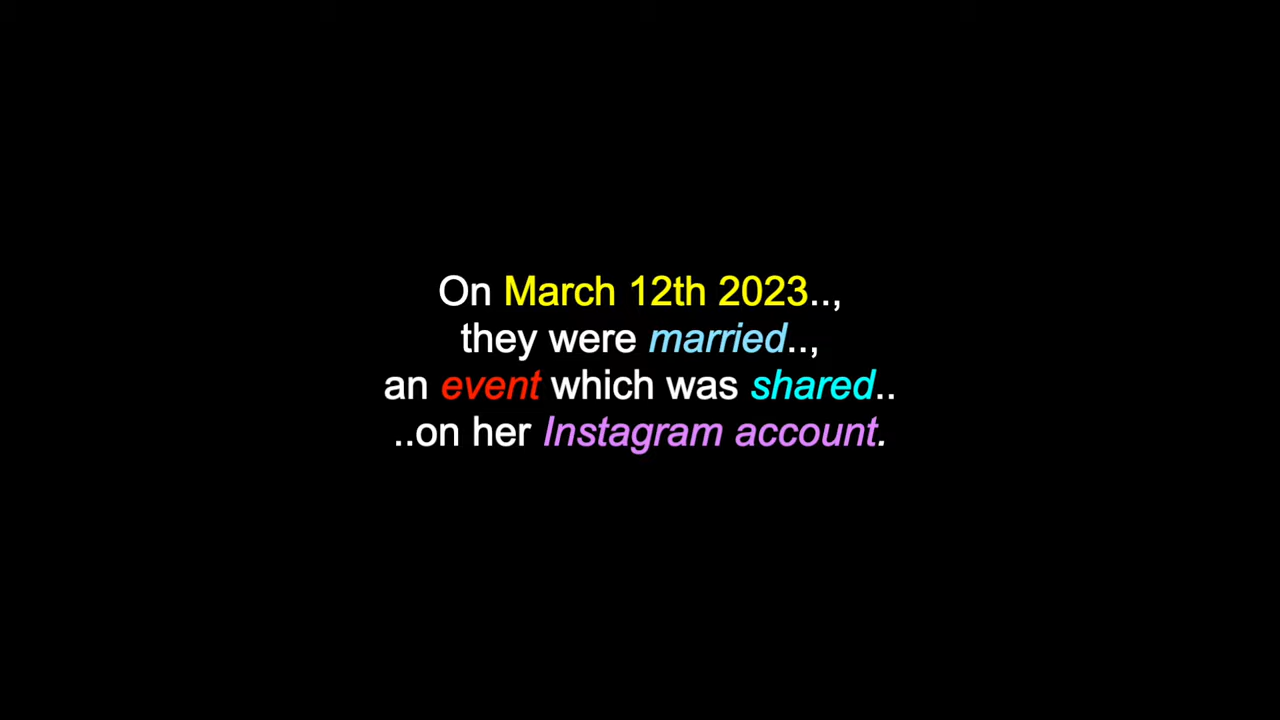 On March 12th 2023..,
they were married..,
an event which was shared..
..on her Instagram account.